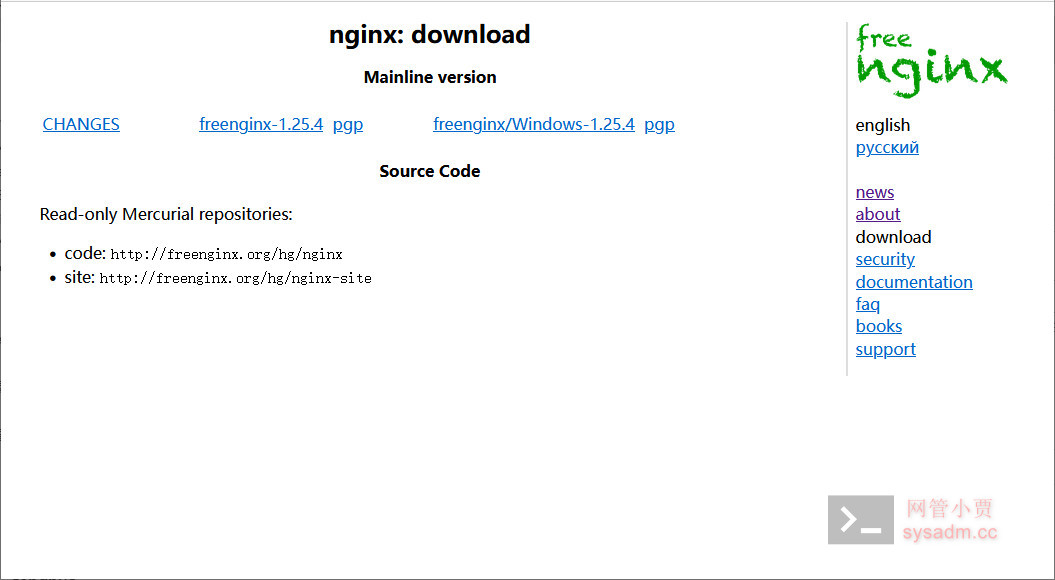 nginx: download
Mainline version
CHANGES freenginx-1.25.4 pgp freenginx/Windows-1.25.4 pgp
Source Code
Read-only Mercurial repositories:
code: http://freenginx.org/hg/nginx
site: http://freenginx.org/hg/nginx-site
free
nginx
english
русский
news
about
download
security
documentation
faq
books
support
网管小贾
sysadm.cc